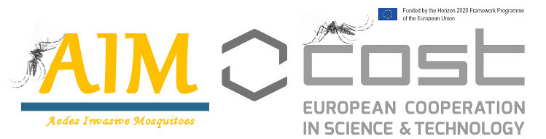 AIM
Aedes Invasive Mosquitoes
Funded by the Horizon 2020 Framework Programme
of the European Union
cost
EUROPEAN COOPERATION
IN SCIENCE & TECHNOLOGY